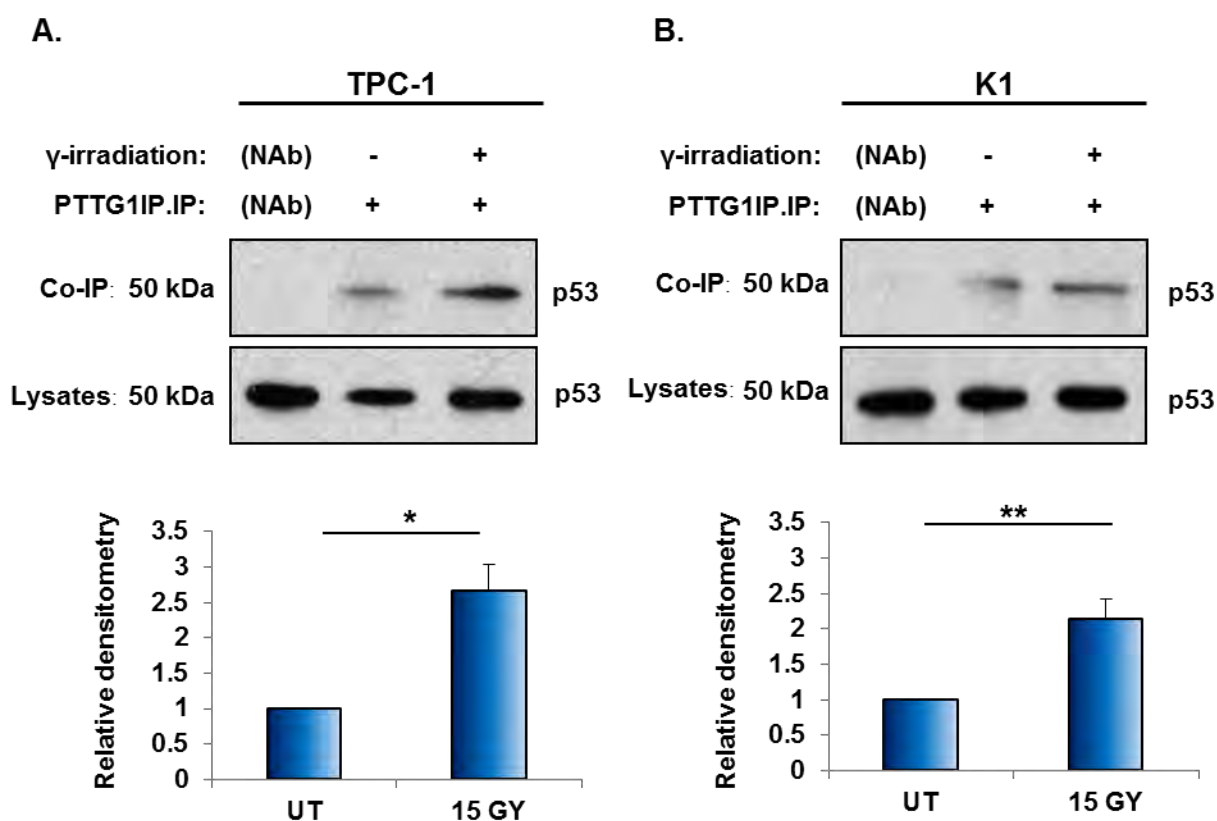 A.
TPC-1
γ-irradiation: (NAb) - +
PTTG1IP.IP: (NAb) + +
Co-IP: 50 kDa p53
Lysates: 50 kDa p53
*
Relative densitometry
3.5
3
2.5
2
1.5
1
0.5
0
UT 15 GY
B.
K1
γ-irradiation: (NAb) - +
PTTG1IP.IP: (NAb) + +
Co-IP: 50 kDa p53
Lysates: 50 kDa p53
**
Relative densitometry
3.5
3
2.5
2
1.5
1
0.5
0
UT 15 GY